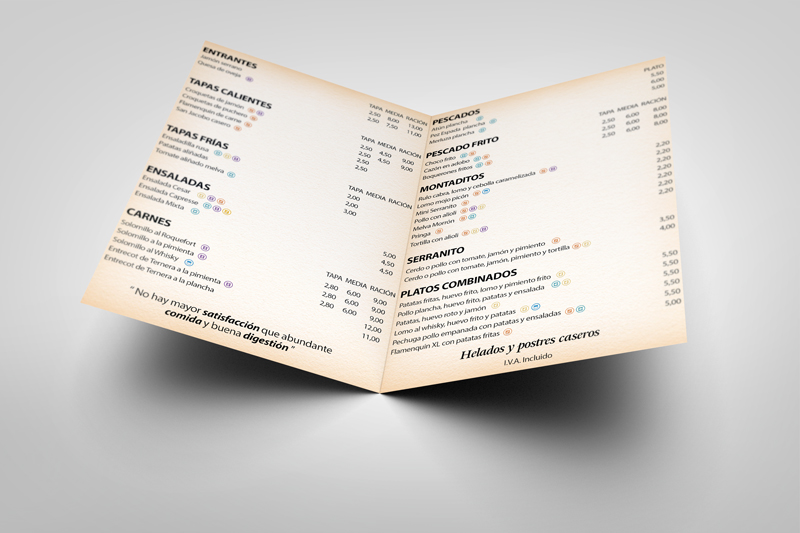 ENTRANTES
Jamón serrano
Queso de oveja
TAPA MEDIA RACIÓN
2,50 8,00 13,00
2,50 7,50 11,00
TAPAS CALIENTES
Croquetas de jamón
Croquetas de puchero
Flamenquín de carne
San Jacobo casero
TAPA MEDIA RACIÓN
2,50 4,50 9,00
2,50 4,50 9,00
2,50
2,50
TAPAS FRÍAS
Ensaladilla rusa
Patatas aliñadas
Tomate aliñado melva
TAPA MEDIA RACIÓN
2,00
2,00
3,00
ENSALADAS
Ensalada Cesar
Ensalada Capresse
Ensalada Mixta
5,00
4,50
4,50
CARNES
TAPA MEDIA RACIÓN
Solomillo al Roquefort 2,80 6,00 9,00
Solomillo a la pimienta 2,80 6,00 9,00
Solomillo al Whisky 2,80 6,00 9,00
Entrecot de Ternera a la pimienta 12,00
Entrecot de Ternera a la plancha 11,00
" No hay mayor satisfacción que abundante
comida y buena digestión "
PESCADOS
PLATO
Atún plancha 5,50
Pez Espada plancha 6,00
Merluza plancha 5,00
PESCADO FRITO
TAPA MEDIA RACIÓN
Choco frito 2,50 6,00 8,00
Cazón en adobo 2,50 6,00 8,00
Boquerones fritos 2,50 6,00 8,00
MONTADITOS
Rulo cabra, lomo y cebolla caramelizada 2,20
Lomo mojo picón 2,20
Mini Serranito 2,20
Pollo con alioli 2,20
Melva Morrón 2,20
Pringa 2,20
Tortilla con alioli 2,20
SERRANITO
Cerdo o pollo con tomate, jamón y pimiento 3,50
Cerdo o pollo con tomate, jamón, pimiento y tortilla 4,00
PLATOS COMBINADOS
Patatas fritas, huevo frito, lomo y pimiento frito 5,50
Pollo plancha, huevo frito, patatas y ensalada 5,50
Patatas, huevo roto y jamón 5,50
Lomo al whisky, huevo frito y patatas 5,50
Pechuga pollo empanada con patatas y ensaladas 5,50
Flamenquin XL con patatas fritas 5,00
Helados y postres caseros
I.V.A. Incluido